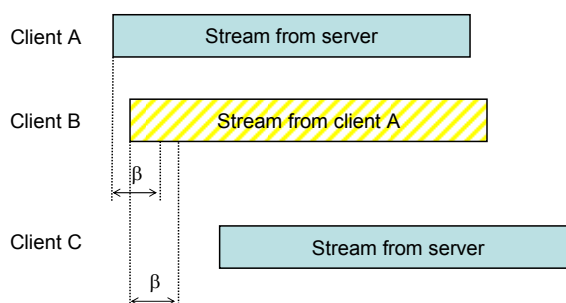 Client A
Stream from server
Client B
Stream from client A
β
Client C
Stream from server
β